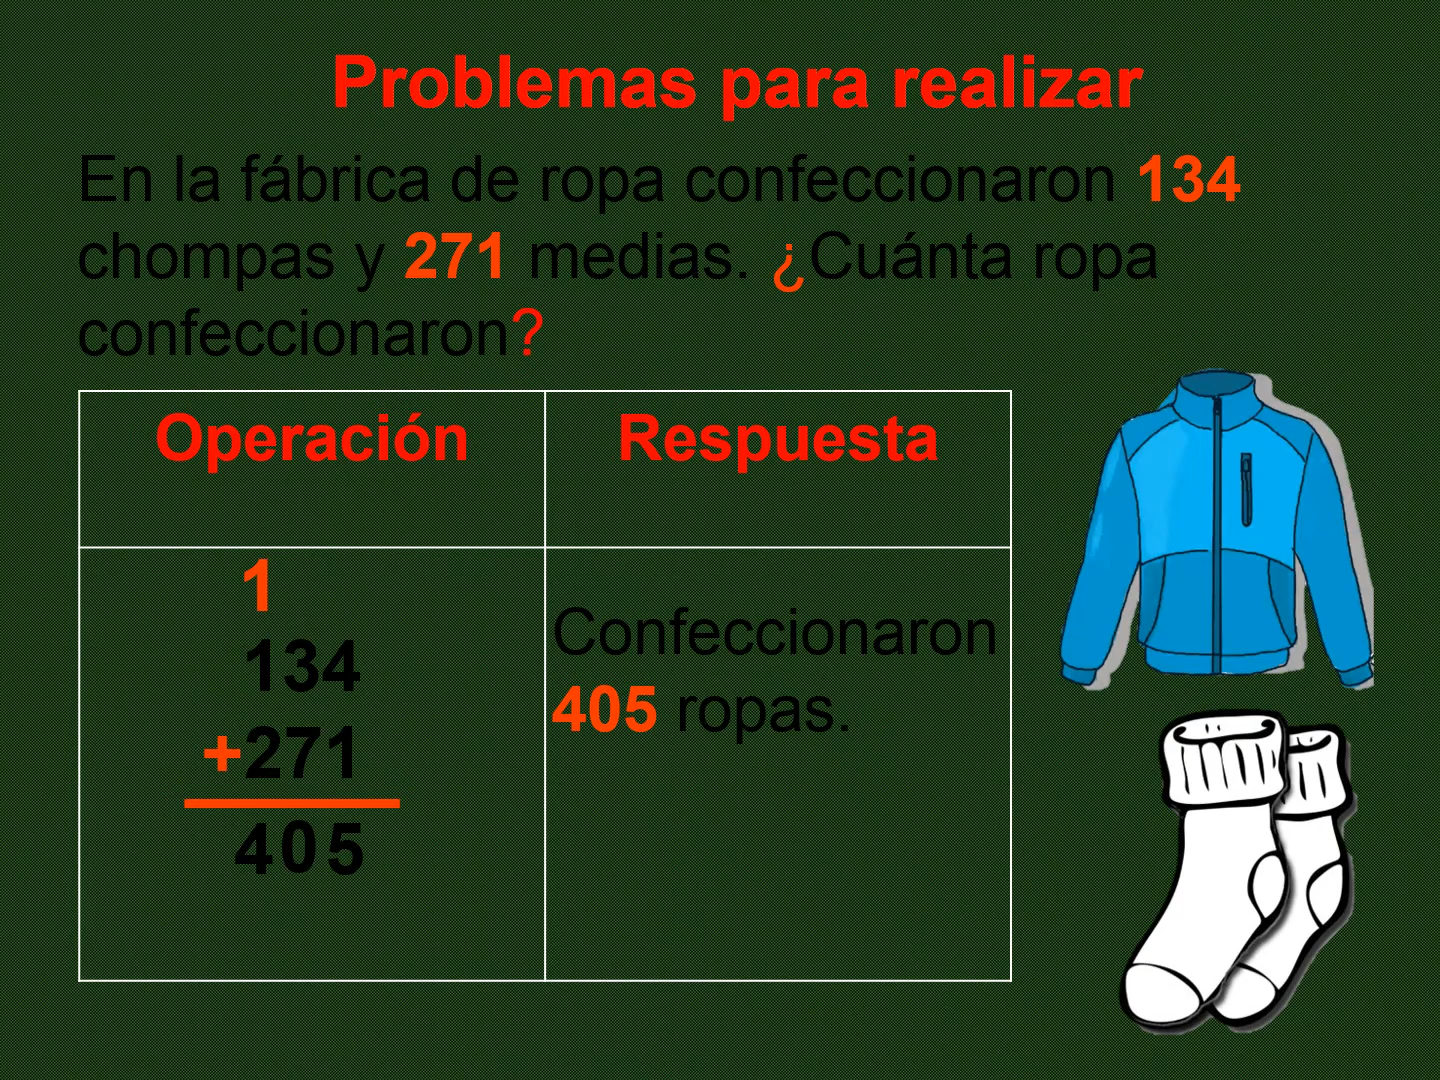 Problemas para realizar
En la fábrica de ropa confeccionaron 134
chompas y 271 medias. ¿Cuánta ropa
confeccionaron?
Operación
Respuesta
1
134
+271
405
Confeccionaron
405 ropas.